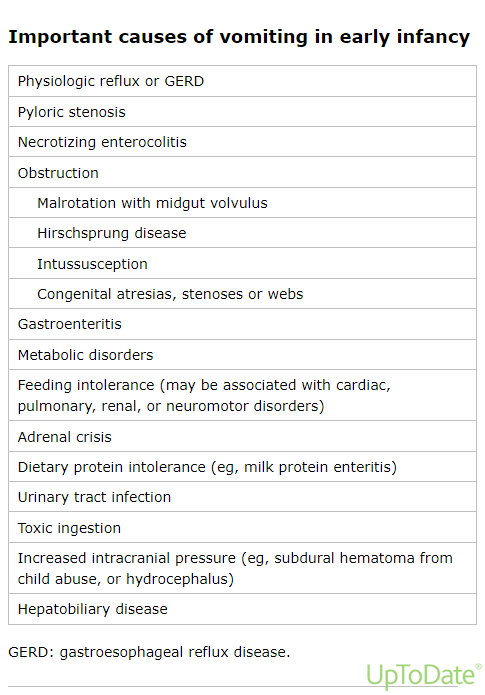 Important causes of vomiting in early infancy
Physiologic reflux or GERD
Pyloric stenosis
Necrotizing enterocolitis
Obstruction
Malrotation with midgut volvulus
Hirschsprung disease
Intussusception
Congenital atresias, stenoses or webs
Gastroenteritis
Metabolic disorders
Feeding intolerance (may be associated with cardiac,
pulmonary, renal, or neuromotor disorders)
Adrenal crisis
Dietary protein intolerance (eg, milk protein enteritis)
Urinary tract infection
Toxic ingestion
Increased intracranial pressure (eg, subdural hematoma from
child abuse, or hydrocephalus)
Hepatobiliary disease
GERD: gastroesophageal reflux disease.
UpToDate®